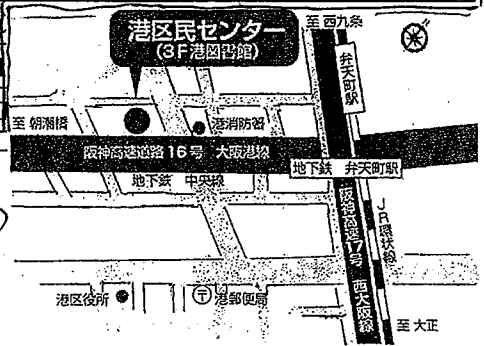 港区民センター
(3F港図書館)
至 西九条
弁天町駅
至 朝潮橋
港消防署
阪神高速道路16号 大阪港線
地下鉄 弁天町駅
地下鉄 中央線
JR環状線
阪神高速17号 西大阪線
港区役所
〒港郵便局
至 大正